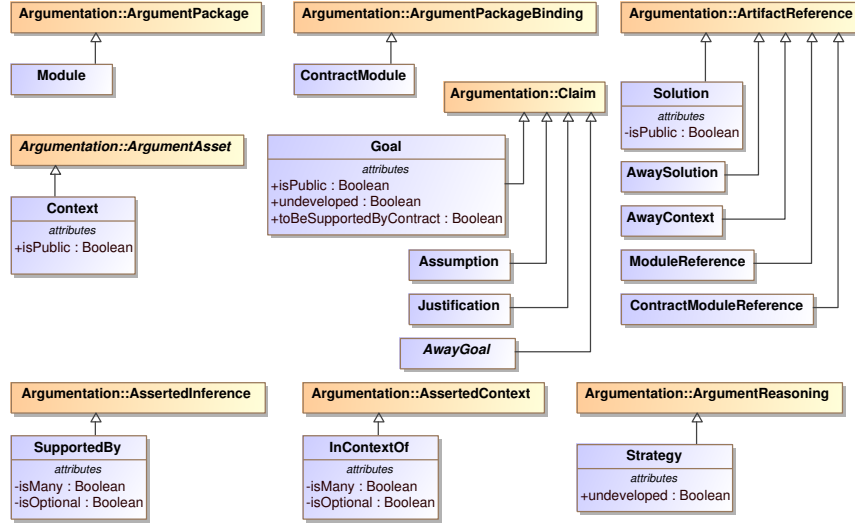 Argumentation::ArgumentPackage
Module
Argumentation::ArgumentPackageBinding
ContractModule
Argumentation::ArtifactReference
Solution
attributes
-isPublic : Boolean
AwaySolution
AwayContext
ModuleReference
ContractModuleReference
Argumentation::Claim
Goal
attributes
+isPublic : Boolean
+undeveloped : Boolean
+toBeSupportedByContract : Boolean
Assumption
Justification
AwayGoal
Argumentation::ArgumentAsset
Context
attributes
+isPublic : Boolean
Argumentation::AssertedInference
SupportedBy
attributes
-isMany : Boolean
-isOptional : Boolean
Argumentation::AssertedContext
InContextOf
attributes
-isMany : Boolean
-isOptional : Boolean
Argumentation::ArgumentReasoning
Strategy
attributes
+undeveloped : Boolean